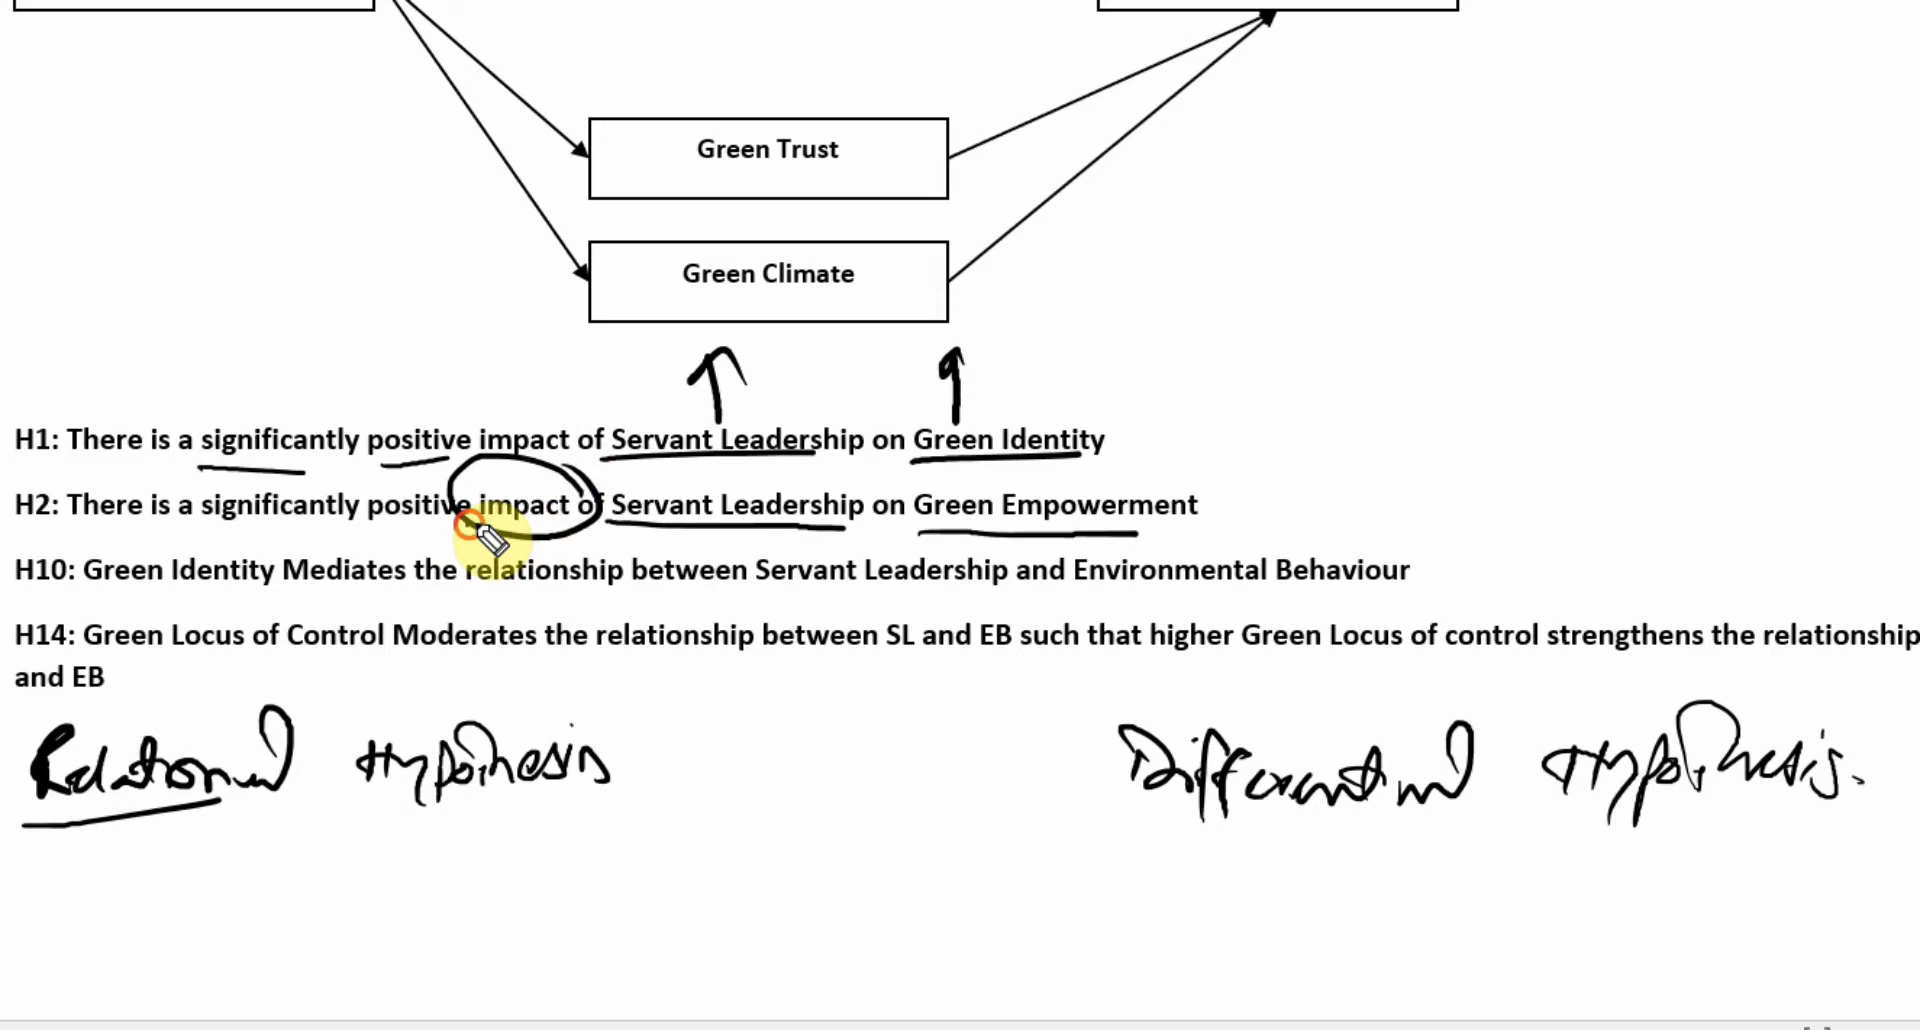 Green Trust
Green Climate
H1: There is a significantly positive impact of Servant Leadership on Green Identity
H2: There is a significantly positive impact of Servant Leadership on Green Empowerment
H10: Green Identity Mediates the relationship between Servant Leadership and Environmental Behaviour
H14: Green Locus of Control Moderates the relationship between SL and EB such that higher Green Locus of control strengthens the relationship
and EB
Relational Hypothesis Differential Hypothesis.